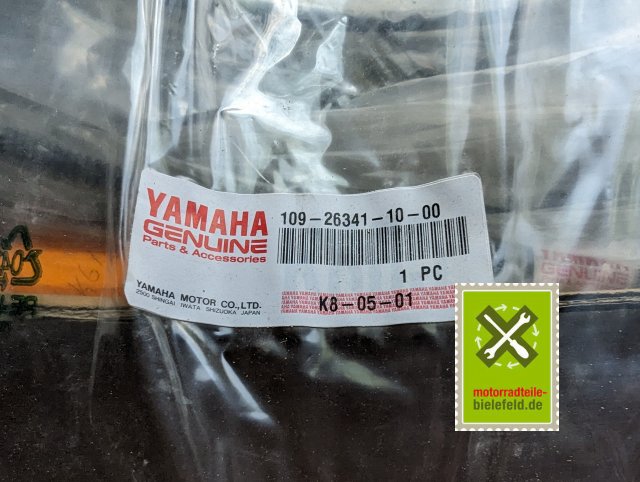 YAMAHA
GENUINE
Parts & Accessories
YAMAHA MOTOR CO.,LTD.
2500 SHINGAI IWATA SHIZUOKA JAPAN
109-26341-10-00
1 PC
K8-05-01
motorradteile-
bielefeld.de